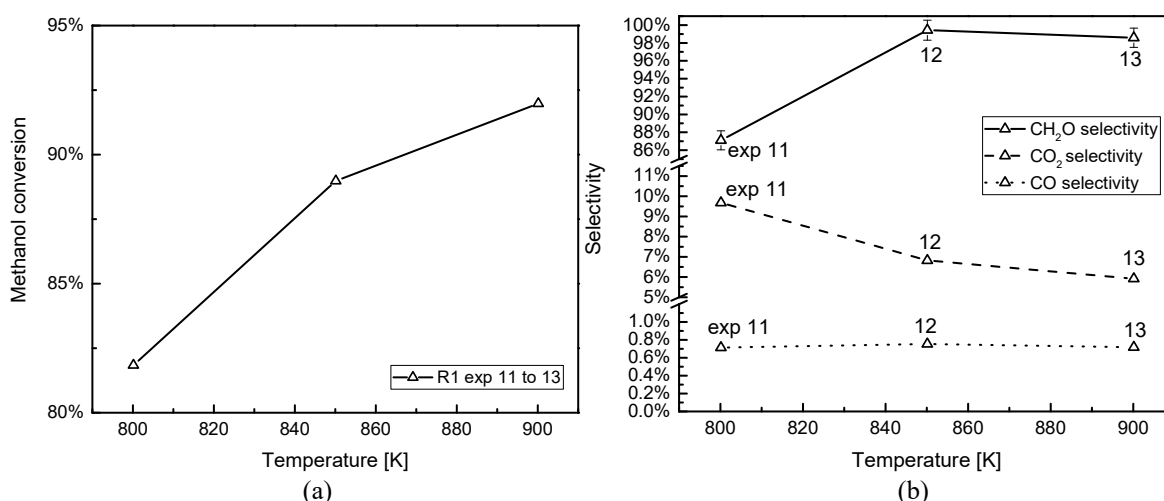 95%
90%
85%
80%
Methanol conversion
R1 exp 11 to 13
800 820 840 860 880 900
Temperature [K]
(a)
100%
98%
96%
94%
92%
90%
88%
86%
11%
10%
9%
8%
7%
6%
5%
1.0%
0.8%
0.6%
0.4%
0.2%
0.0%
Selectivity
12
13
exp 11
CH₂O selectivity
CO₂ selectivity
CO selectivity
exp 11
12
13
exp 11
12
13
800 820 840 860 880 900
Temperature [K]
(b)